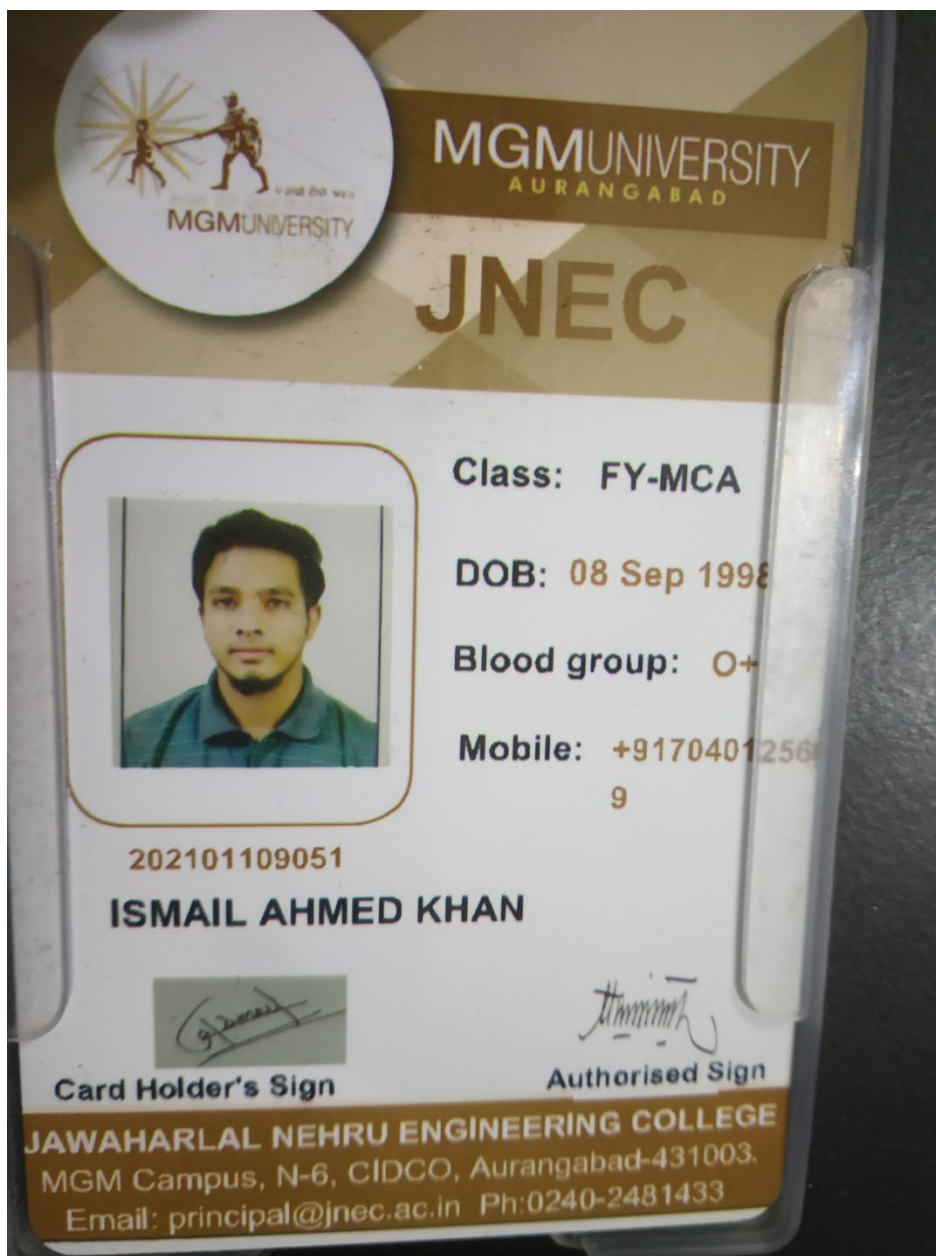 MGMUNIVERSITY
MGMUNIVERSITY
AURANGABAD
JNEC
Class: FY-MCA
DOB: 08 Sep 1998
Blood group: O+
Mobile: +9170401256
9
202101109051
ISMAIL AHMED KHAN
Card Holder's Sign
Authorised Sign
JAWAHARLAL NEHRU ENGINEERING COLLEGE
MGM Campus, N-6, CIDCO, Aurangabad-431003.
Email: principal@jnec.ac.in Ph:0240-2481433